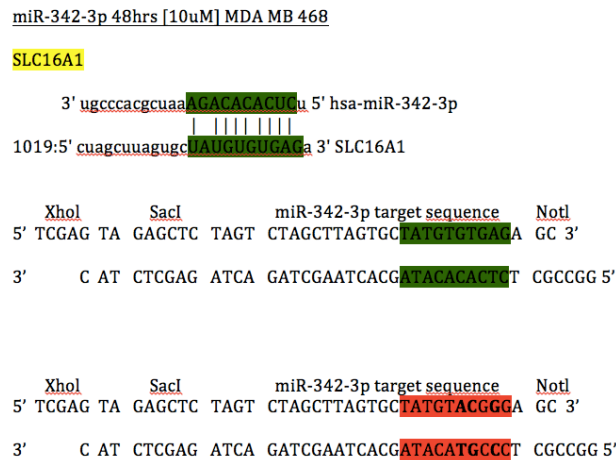 miR-342-3p 48hrs [10uM] MDA MB 468
SLC16A1
3' ugcccacgcuaaAGACACACUCu 5' hsa-miR-342-3p
| | | | | | | | |
1019:5' cuagcuuagugcUAUGUGUGAGa 3' SLC16A1
XhoI SacI miR-342-3p target sequence NotI
5' TCGAG TA GAGCTC TAGT CTAGCTTAGTGCTATGTGTGAGA GC 3'
3' C AT CTCGAG ATCA GATCGAATCACGATACACACTCT CGCCGG 5'
XhoI SacI miR-342-3p target sequence NotI
5' TCGAG TA GAGCTC TAGT CTAGCTTAGTGCTATGTACGGGA GC 3'
3' C AT CTCGAG ATCA GATCGAATCACGATACATGCCCT CGCCGG 5'